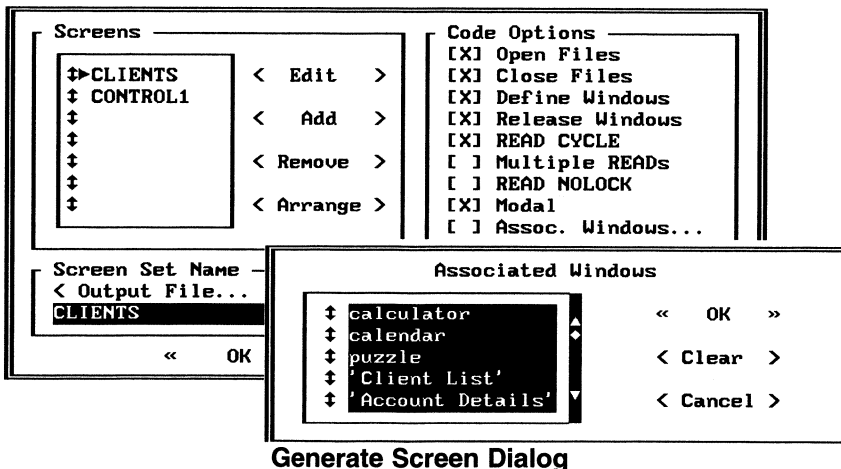 Screens
CLIENTS
CONTROL1
< Edit >
< Add >
< Remove >
< Arrange >
Code Options
[X] Open Files
[X] Close Files
[X] Define Windows
[X] Release Windows
[X] READ CYCLE
[ ] Multiple READs
[ ] READ NOLOCK
[X] Modal
[ ] Assoc. Windows...
Screen Set Name
< Output File...
CLIENTS
« OK
Associated Windows
calculator
calendar
puzzle
'Client List'
'Account Details'
« OK »
< Clear >
< Cancel >
Generate Screen Dialog